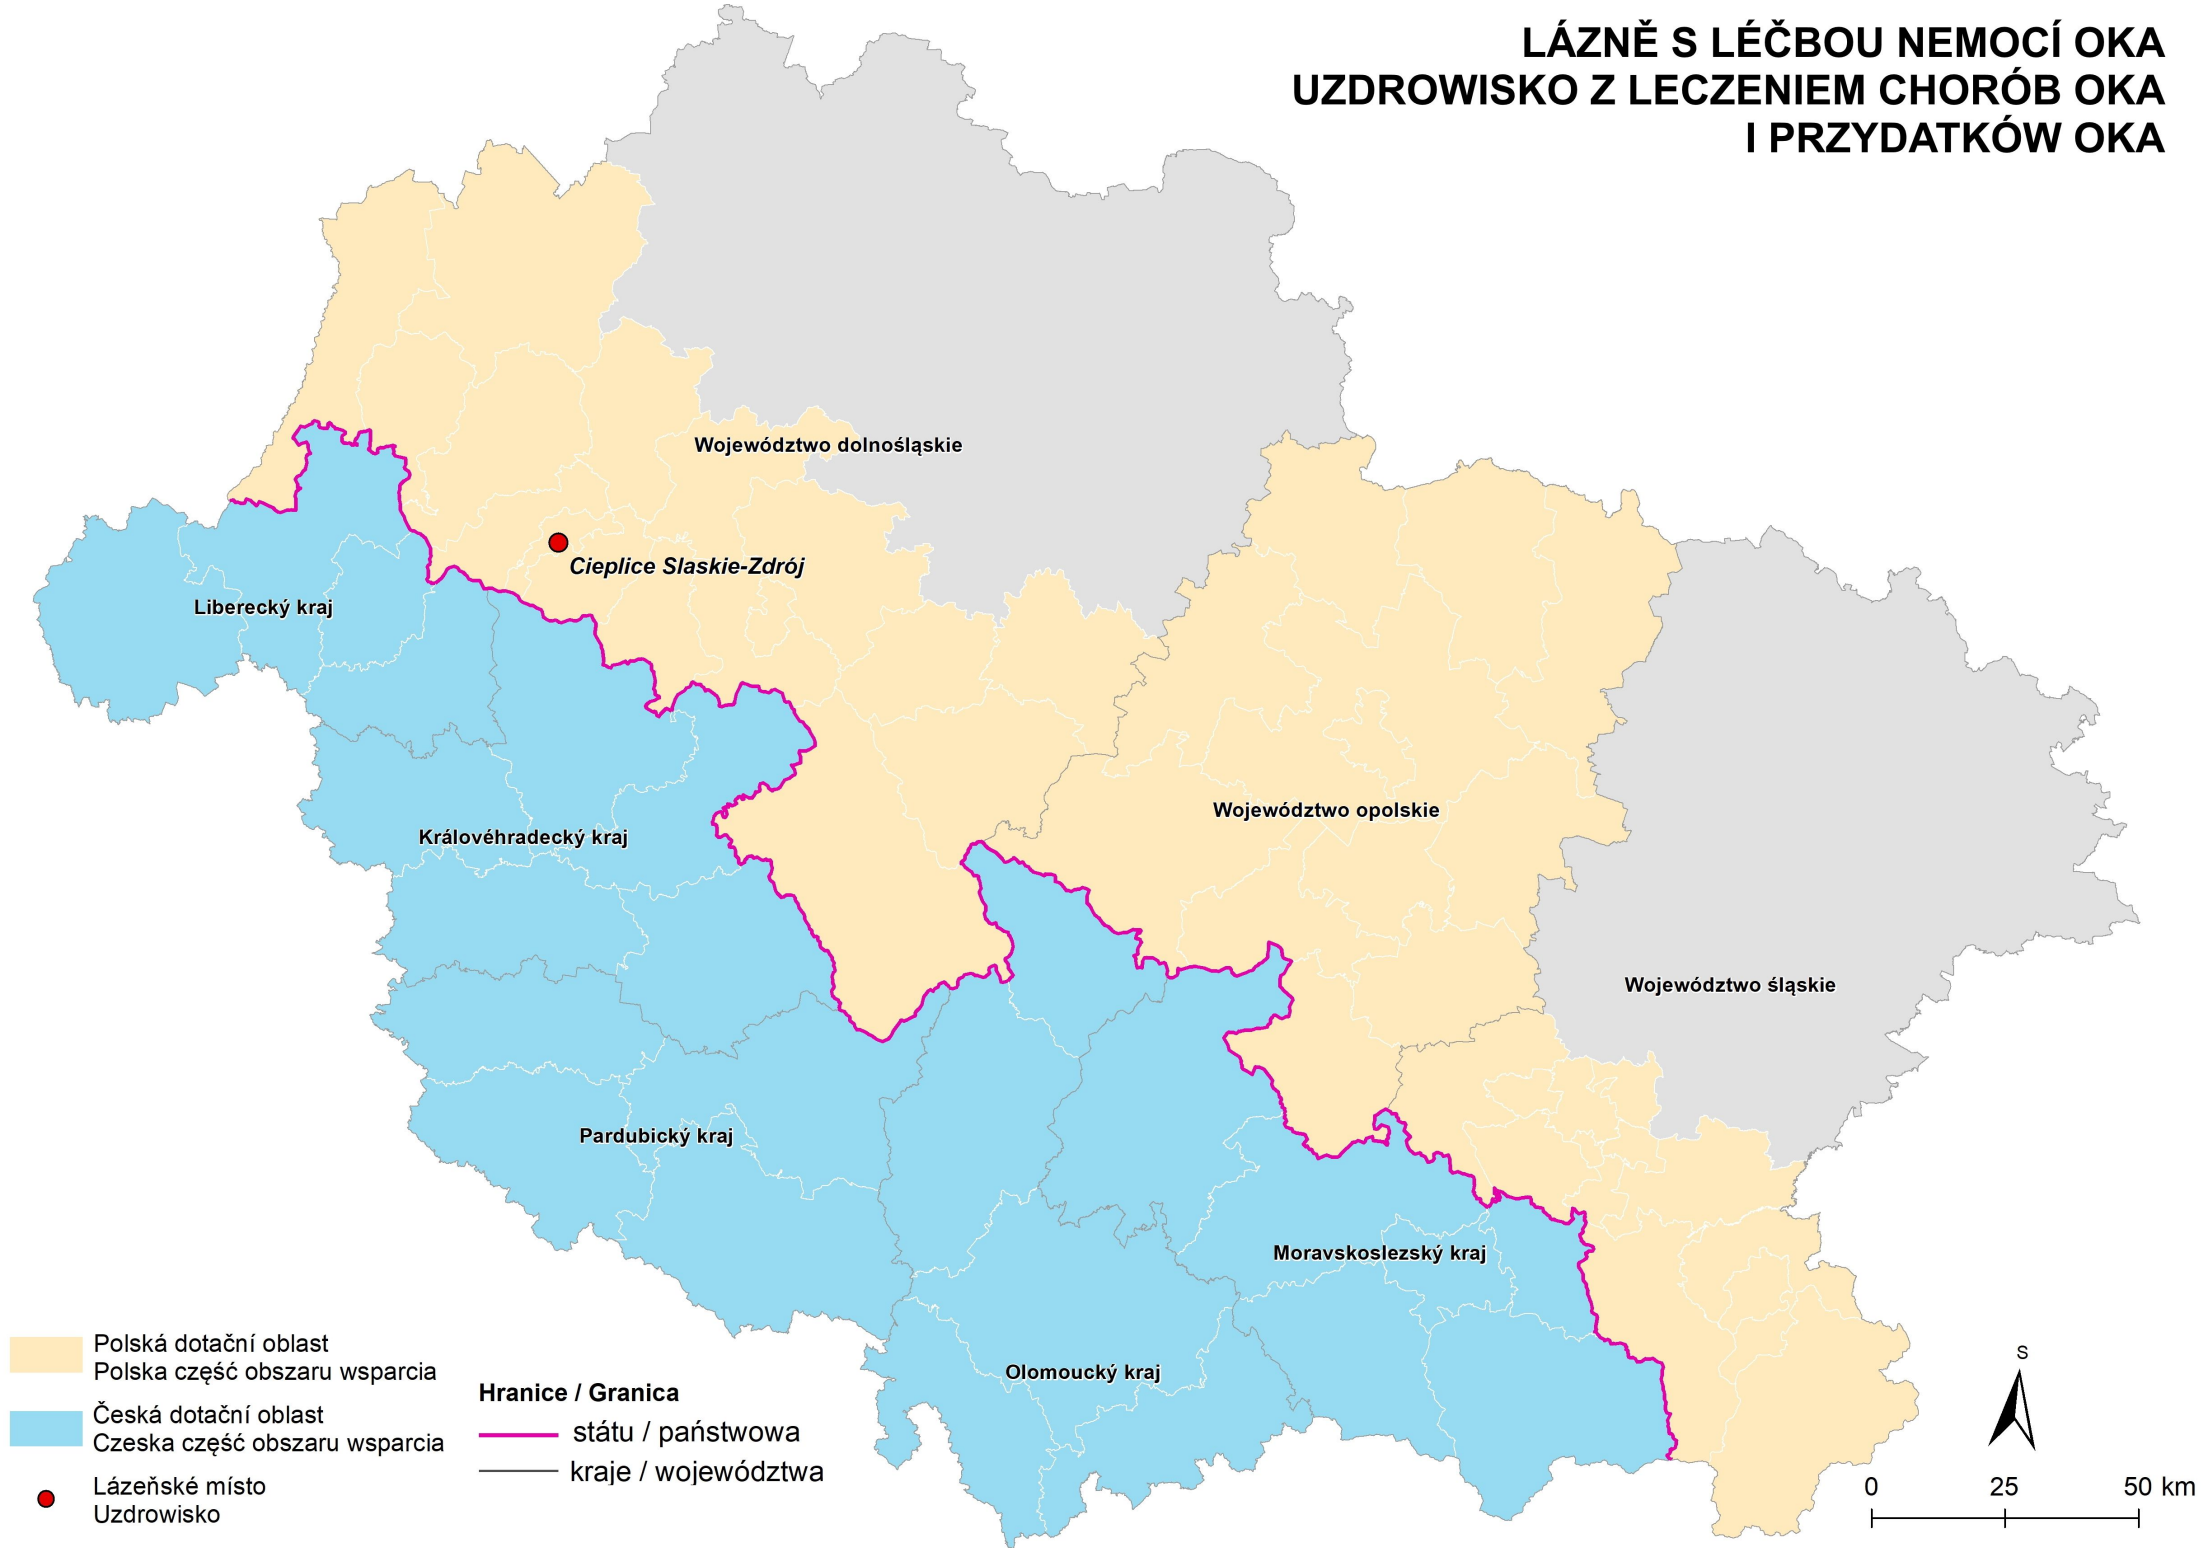 LÁZNĚ S LÉČBOU NEMOCÍ OKA
UZDROWISKO Z LECZENIEM CHORÓB OKA
I PRZYDATKÓW OKA
Województwo dolnośląskie
Cieplice Slaskie-Zdrój
Liberecký kraj
Województwo opolskie
Královéhradecký kraj
Województwo śląskie
Pardubický kraj
Moravskoslezský kraj
Olomoucký kraj
Polská dotační oblast
Polska część obszaru wsparcia
Česká dotační oblast
Czeska część obszaru wsparcia
Lázeňské místo
Uzdrowisko
Hranice / Granica
státu / państwowa
kraje / województwa
S
0 25 50 km